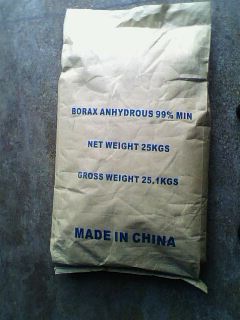 BORAX ANHYDROUS 99% MIN
NET WEIGHT 25KGS
GROSS WEIGHT 25.1KGS
MADE IN CHINA